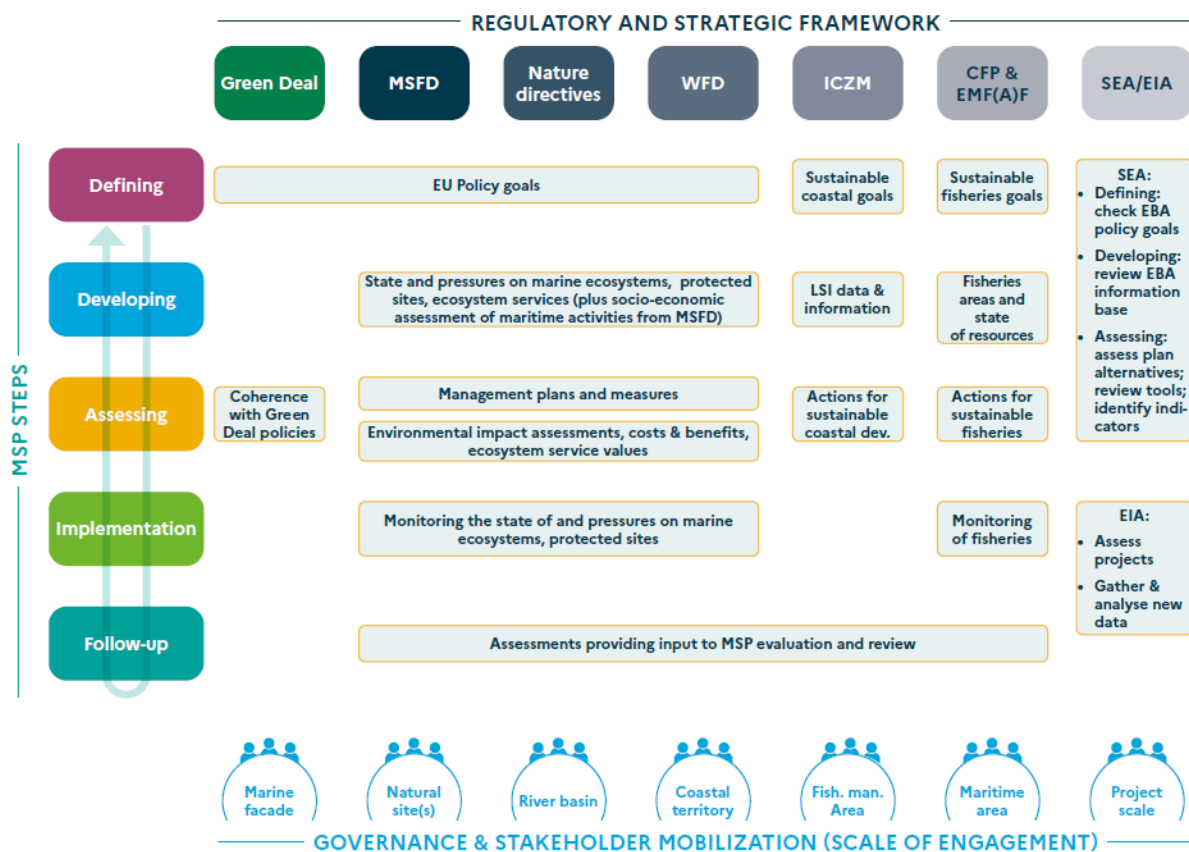 REGULATORY AND STRATEGIC FRAMEWORK
Green Deal
MSFD
Nature
directives
WFD
ICZM
CFP &
EMF(A)F
SEA/EIA
MSP STEPS
Defining
EU Policy goals
Sustainable
coastal goals
Sustainable
fisheries goals
SEA:
• Defining:
check EBA
policy goals
• Developing:
review EBA
information
base
• Assessing:
assess plan
alternatives;
review tools;
identify indi-
cators
Developing
State and pressures on marine ecosystems, protected
sites, ecosystem services (plus socio-economic
assessment of maritime activities from MSFD)
LSI data &
information
Fisheries
areas and
state
of resources
Assessing
Coherence
with Green
Deal policies
Management plans and measures
Environmental impact assessments, costs & benefits,
ecosystem service values
Actions for
sustainable
coastal dev.
Actions for
sustainable
fisheries
Implementation
Monitoring the state of and pressures on marine
ecosystems, protected sites
Monitoring
of fisheries
EIA:
• Assess
projects
• Gather &
analyse new
data
Follow-up
Assessments providing input to MSP evaluation and review
Marine
facade
Natural
site(s)
River basin
Coastal
territory
Fish. man.
Area
Maritime
area
Project
scale
GOVERNANCE & STAKEHOLDER MOBILIZATION (SCALE OF ENGAGEMENT)